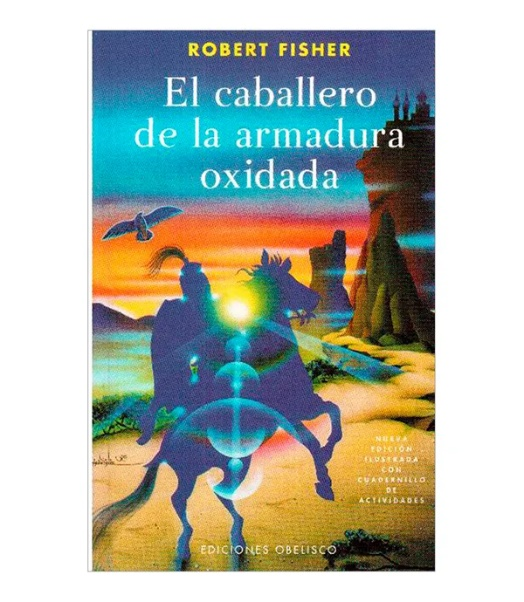 ROBERT FISHER
El caballero
de la armadura
oxidada
NUEVA
EDICIÓN
ILUSTRADA
CON
CUADERNILLO
DE
ACTIVIDADES
EDICIONES OBELISCO